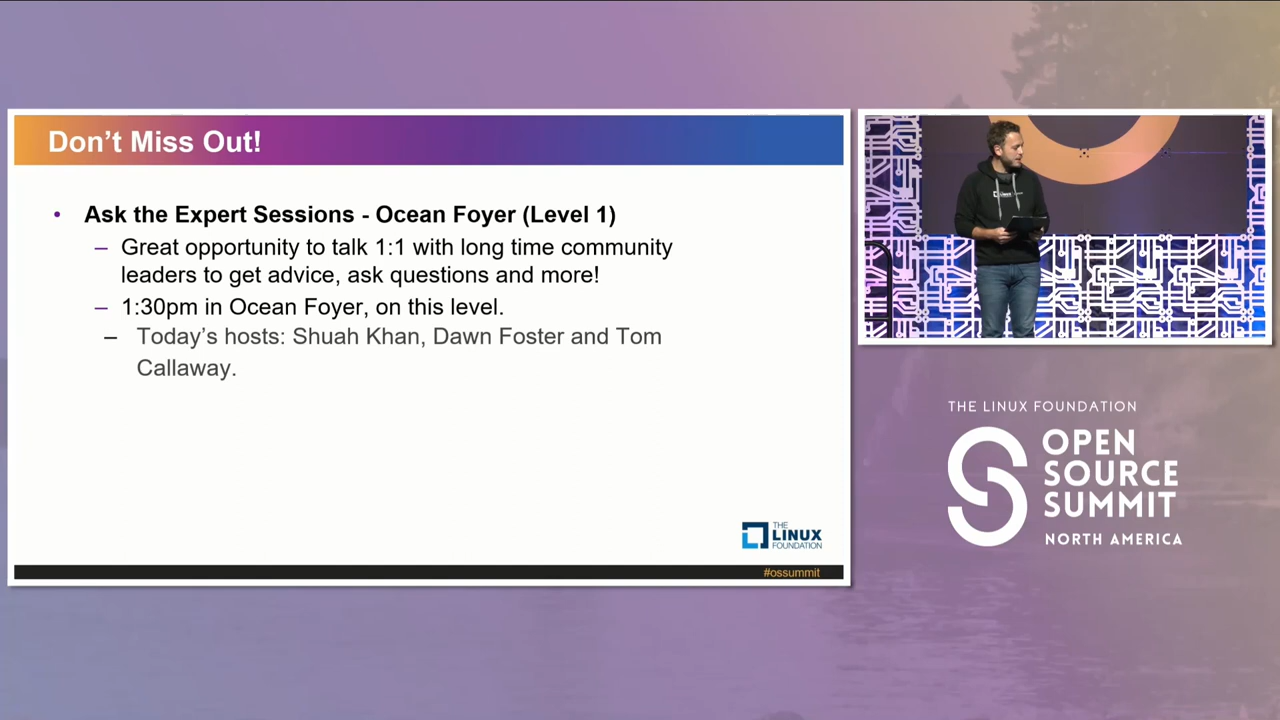 Don’t Miss Out!
• Ask the Expert Sessions - Ocean Foyer (Level 1)
– Great opportunity to talk 1:1 with long time community
leaders to get advice, ask questions and more!
– 1:30pm in Ocean Foyer, on this level.
– Today’s hosts: Shuah Khan, Dawn Foster and Tom
Callaway.
THE
LINUX
FOUNDATION
#ossummit
LINUX
THE LINUX FOUNDATION
OPEN
SOURCE
SUMMIT
NORTH AMERICA